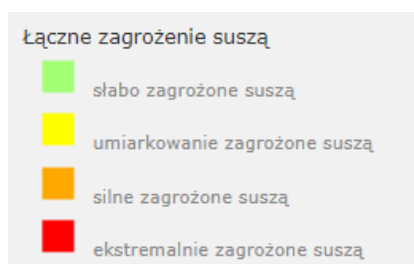 Łączne zagrożenie suszą
słabo zagrożone suszą
umiarkowanie zagrożone suszą
silne zagrożone suszą
ekstremalnie zagrożone suszą